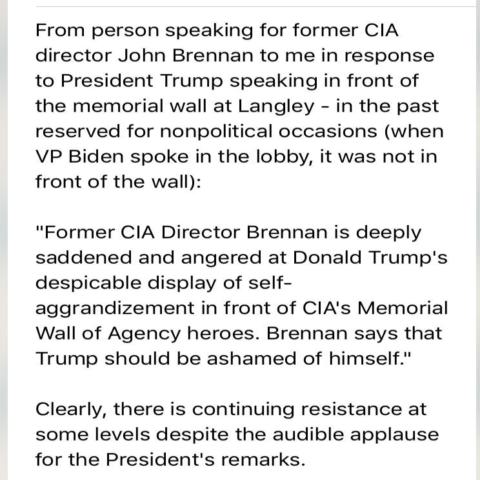 From person speaking for former CIA
director John Brennan to me in response
to President Trump speaking in front of
the memorial wall at Langley - in the past
reserved for nonpolitical occasions (when
VP Biden spoke in the lobby, it was not in
front of the wall):
"Former CIA Director Brennan is deeply
saddened and angered at Donald Trump's
despicable display of self-
aggrandizement in front of CIA's Memorial
Wall of Agency heroes. Brennan says that
Trump should be ashamed of himself."
Clearly, there is continuing resistance at
some levels despite the audible applause
for the President's remarks.